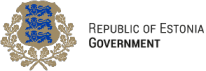 REPUBLIC OF ESTONIA
GOVERNMENT